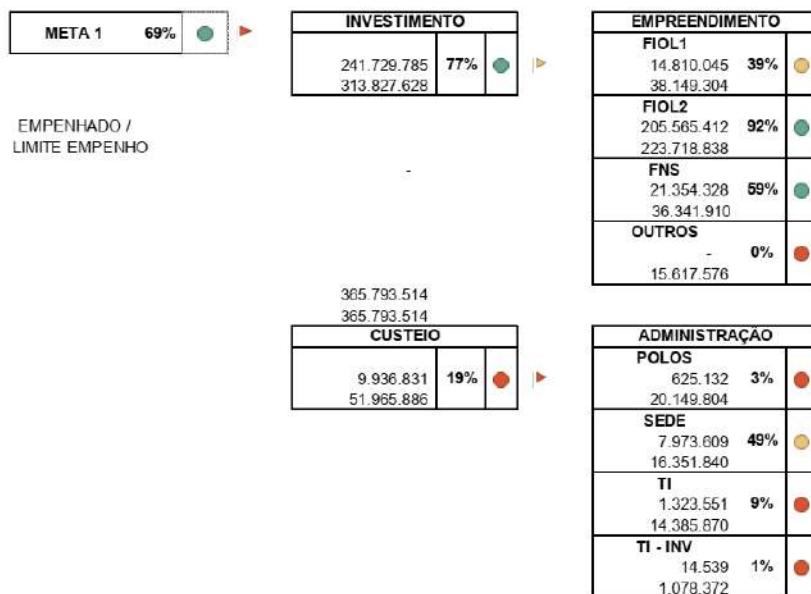 META 1 69%
EMPENHADO /
LIMITE EMPENHO
INVESTIMENTO
241.729.785 77%
313.827.628
-
365.793.514
365.793.514
CUSTEIO
9.936.831 19%
51.965.886
EMPREENDIMENTO
FIOL1
14.810.045 39%
38.149.304
FIOL2
205.565.412 92%
223.718.838
FNS
21.354.328 59%
36.341.910
OUTROS
- 0%
15.617.576
ADMINISTRAÇÃO
POLOS
625.132 3%
20.149.804
SEDE
7.973.609 49%
16.351.840
TI
1.323.551 9%
14.385.870
TI - INV
14.539 1%
1.078.372